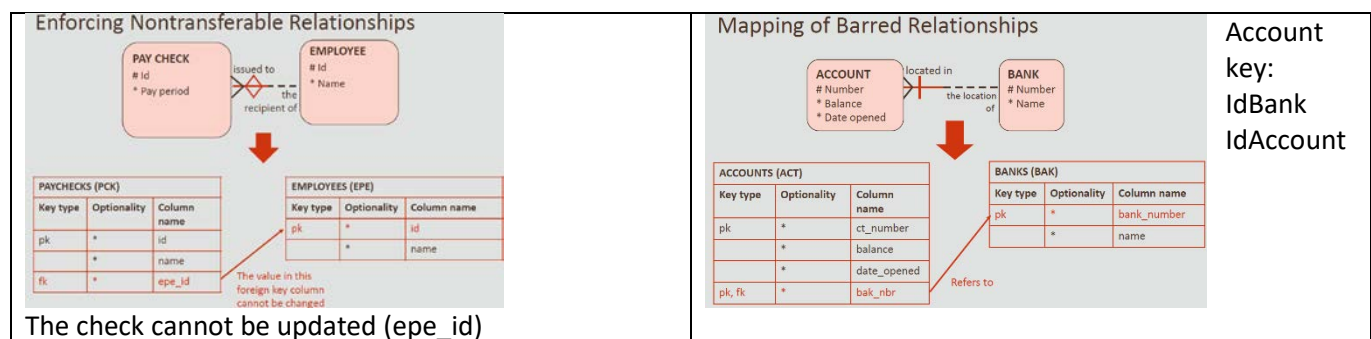 Enforcing Nontransferable Relationships
PAY CHECK
# Id
* Pay period
issued to
the
recipient of
EMPLOYEE
# Id
* Name
PAYCHECKS (PCK)
Key type Optionality Column name
pk * id
* name
fk * epe_id
EMPLOYEES (EPE)
Key type Optionality Column name
pk * id
* name
The value in this
foreign key column
cannot be changed
The check cannot be updated (epe_id)
Mapping of Barred Relationships
ACCOUNT
# Number
* Balance
* Date opened
located in
the location
of
BANK
# Number
* Name
ACCOUNTS (ACT)
Key type Optionality Column name
pk * ct_number
* balance
* date_opened
pk, fk * bak_nbr
Refers to
BANKS (BAK)
Key type Optionality Column name
pk * bank_number
* name
Account
key:
IdBank
IdAccount